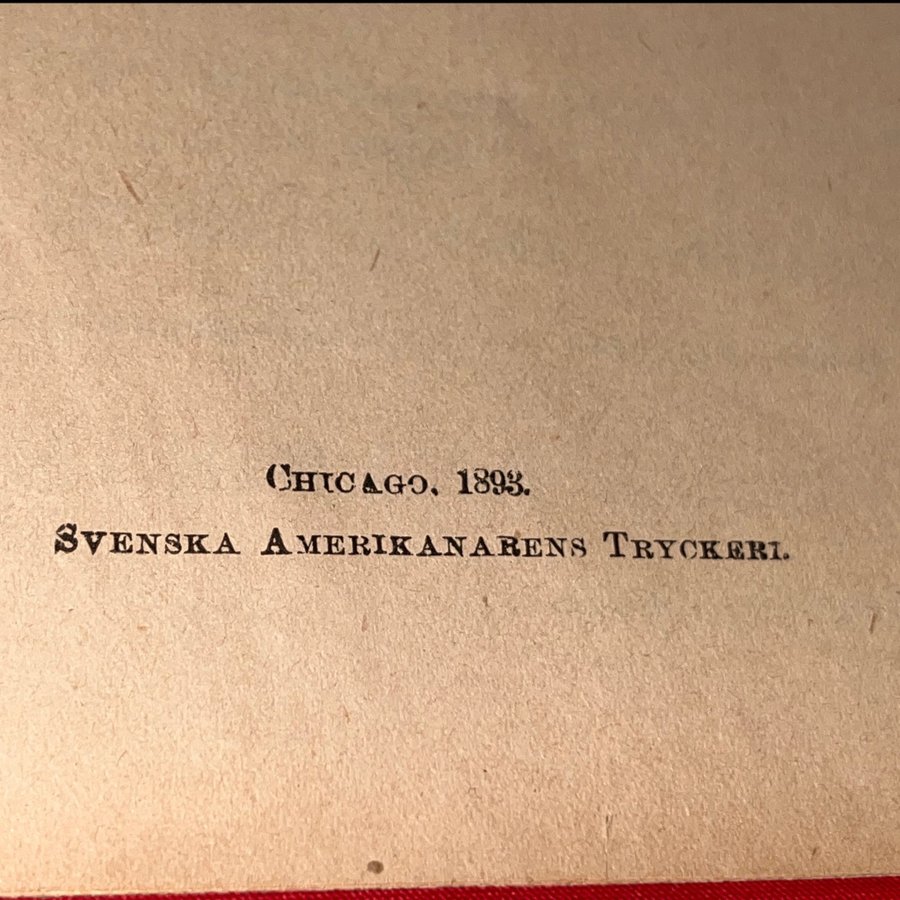 CHICAGO, 1893.
SVENSKA AMERIKANARENS TRYCKERI.